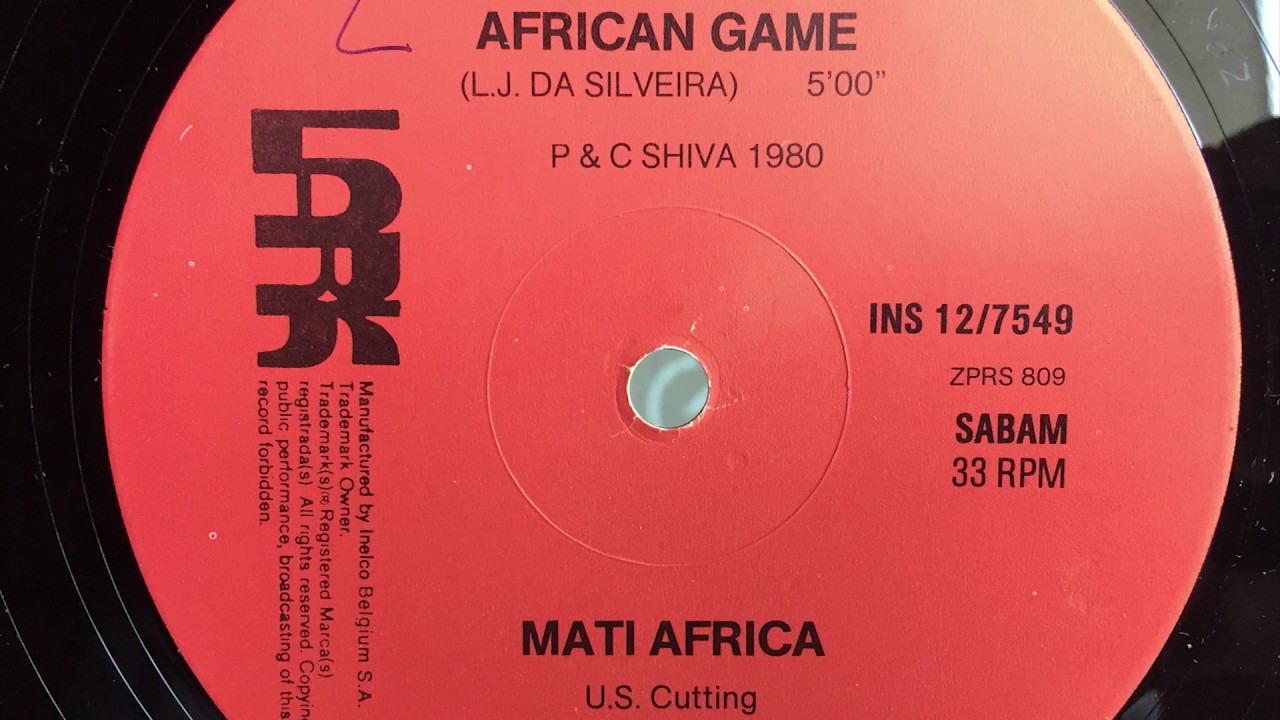 AFRICAN GAME
(L.J. DA SILVEIRA) 5'00"
P & C SHIVA 1980
INS 12/7549
ZPRS 809
SABAM
33 RPM
MATI AFRICA
U.S. Cutting
Manufactured by Inelco Belgium S.A.
Trademark Owner.
Trademark(s)® Registered Marca(s)
registrada(s) All rights reserved.
public performance, broadcasting of this
record forbidden.